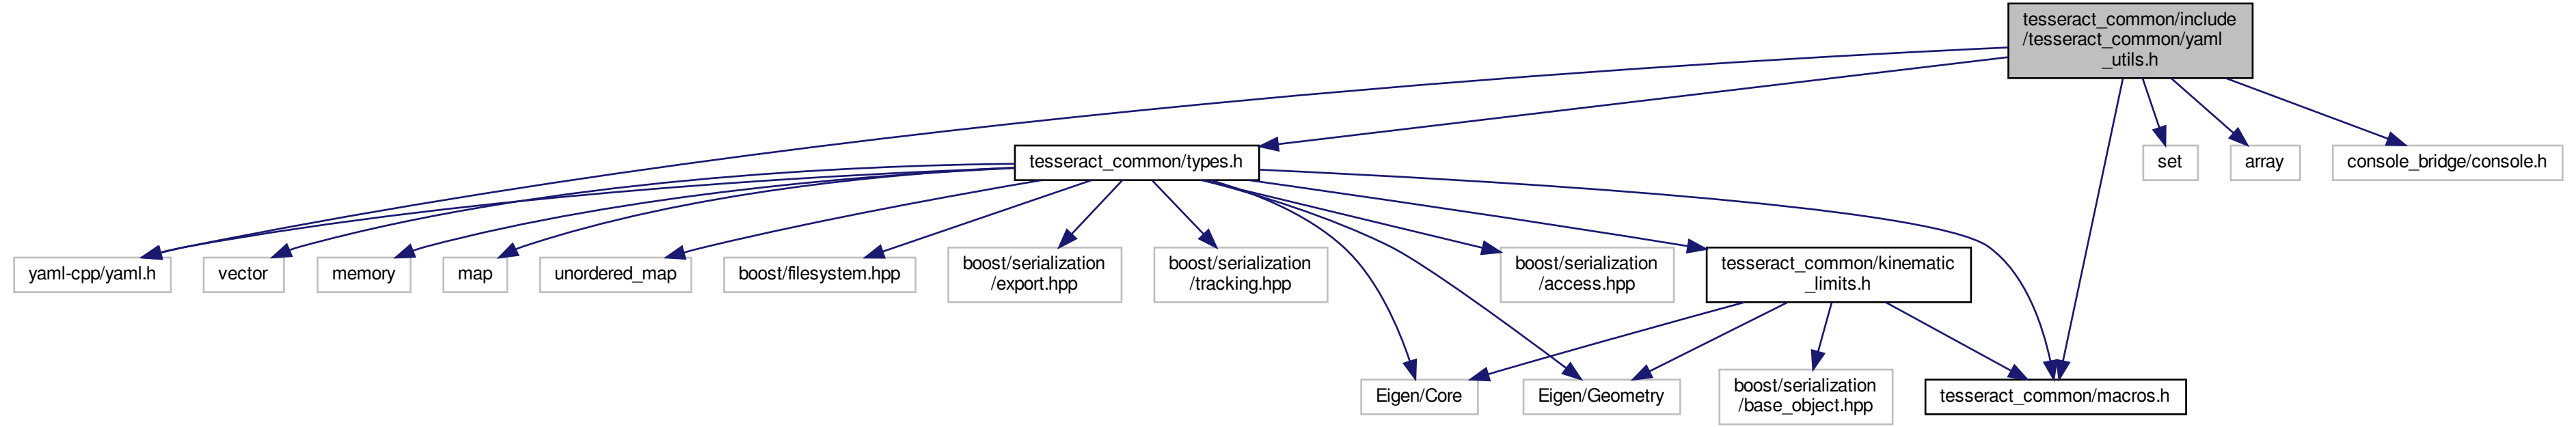 tesseract_common/include
/tesseract_common/yaml
_utils.h
tesseract_common/types.h
set
array
console_bridge/console.h
yaml-cpp/yaml.h
vector
memory
map
unordered_map
boost/filesystem.hpp
boost/serialization
/export.hpp
boost/serialization
/tracking.hpp
boost/serialization
/access.hpp
tesseract_common/kinematic
_limits.h
Eigen/Core
Eigen/Geometry
boost/serialization
/base_object.hpp
tesseract_common/macros.h